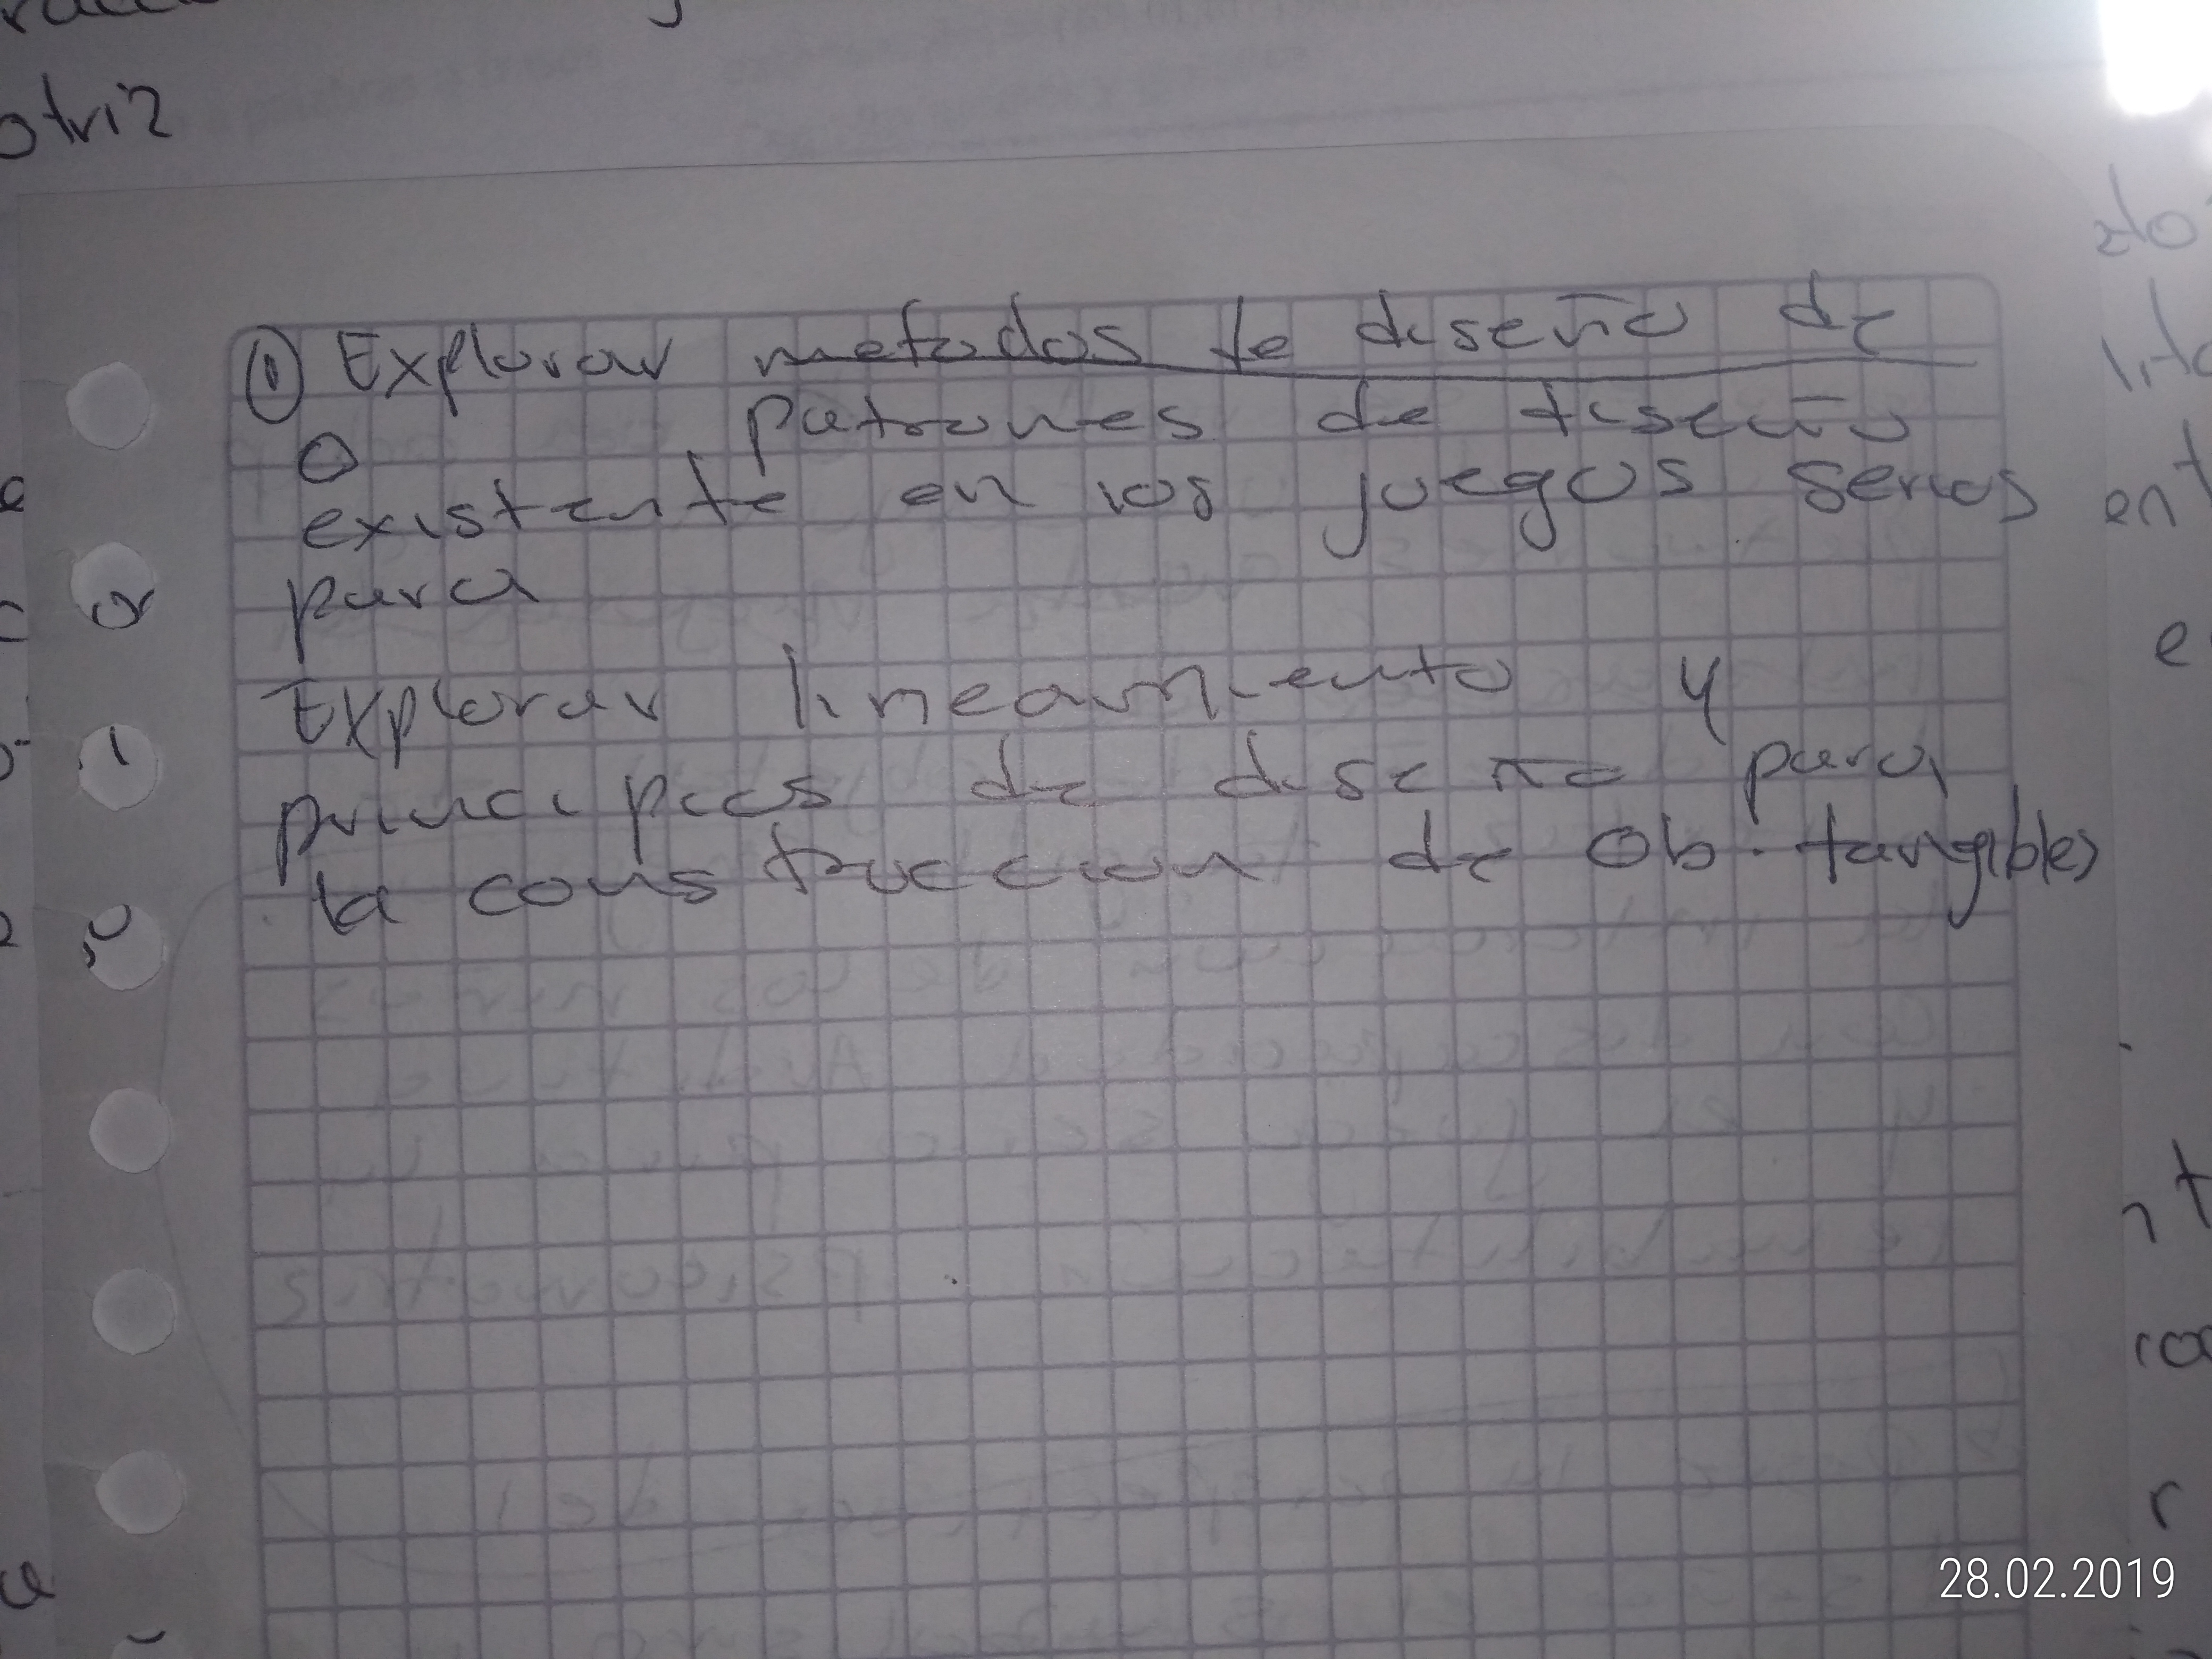 otriz
① Explorar metodos de diseño de
o patrones de diseño
existente en los juegos serios
para
Explorar lineamiento y
principios de diseño para
la construccion de ob. tangibles
28.02.2019